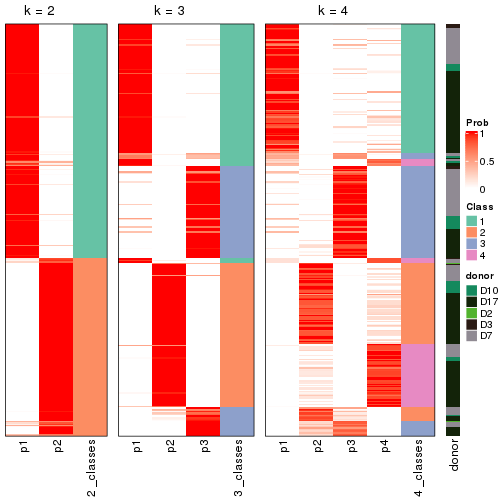 k = 2
k = 3
k = 4
p1
p2
2_classes
p1
p2
p3
3_classes
p1
p2
p3
p4
4_classes
donor
Prob
1
0.5
0
Class
1
2
3
4
donor
D10
D17
D2
D3
D7